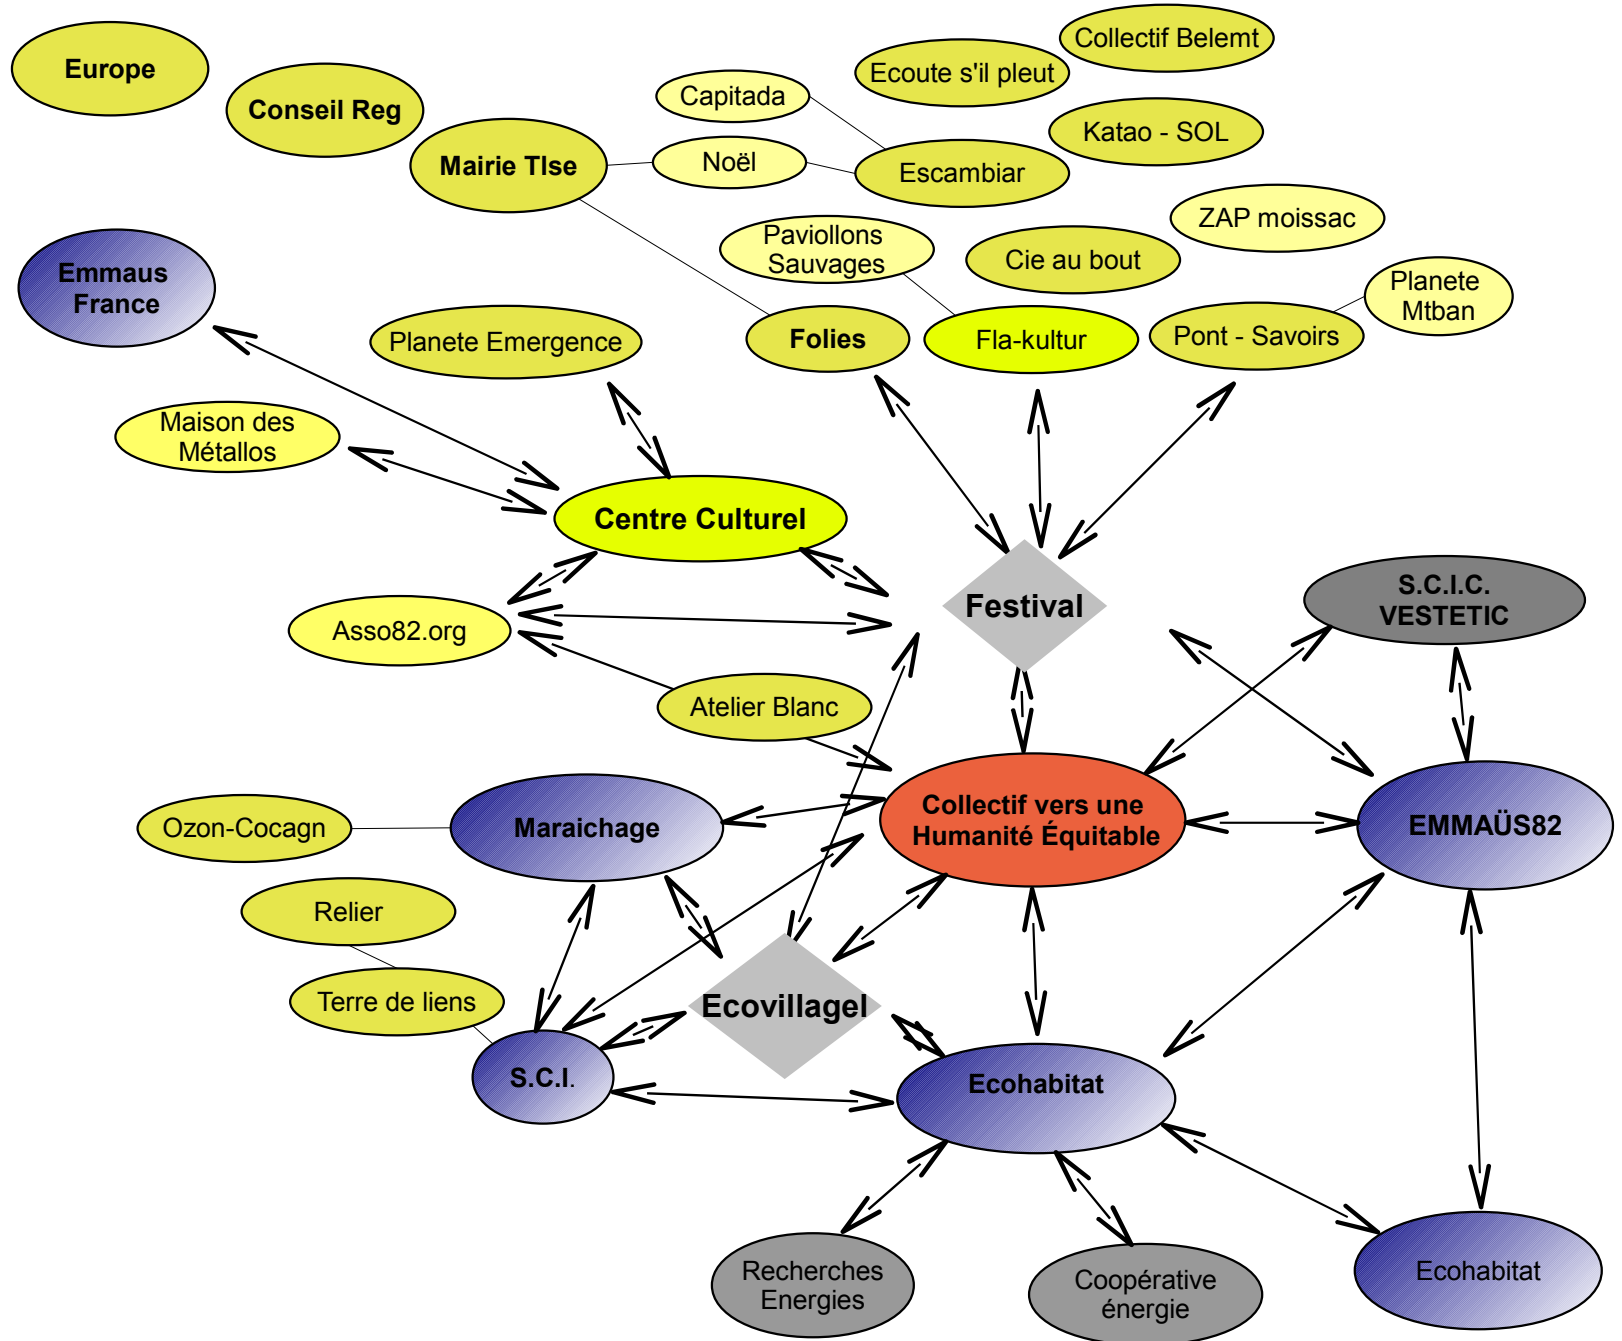 Europe
Conseil Reg
Mairie Tlse
Capitada
Noël
Ecoute s'il pleut
Collectif Belemt
Katao - SOL
Escambiar
ZAP moissac
Paviollons
Sauvages
Cie au bout
Planete
Mtban
Emmaus
France
Planete Emergence
Folies
Fla-kultur
Pont - Savoirs
Maison des
Métallos
Centre Culturel
Festival
S.C.I.C.
VESTETIC
Asso82.org
Atelier Blanc
Ozon-Cocagn
Maraichage
Collectif vers une
Humanité Équitable
EMMAÜS82
Relier
Terre de liens
Ecovillagel
S.C.I.
Ecohabitat
Recherches
Energies
Coopérative
énergie
Ecohabitat